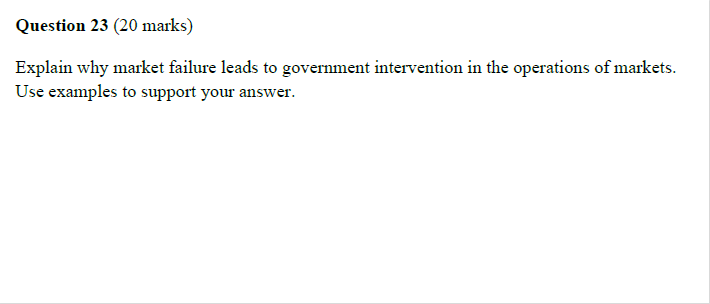 Question 23 (20 marks)
Explain why market failure leads to government intervention in the operations of markets.
Use examples to support your answer.